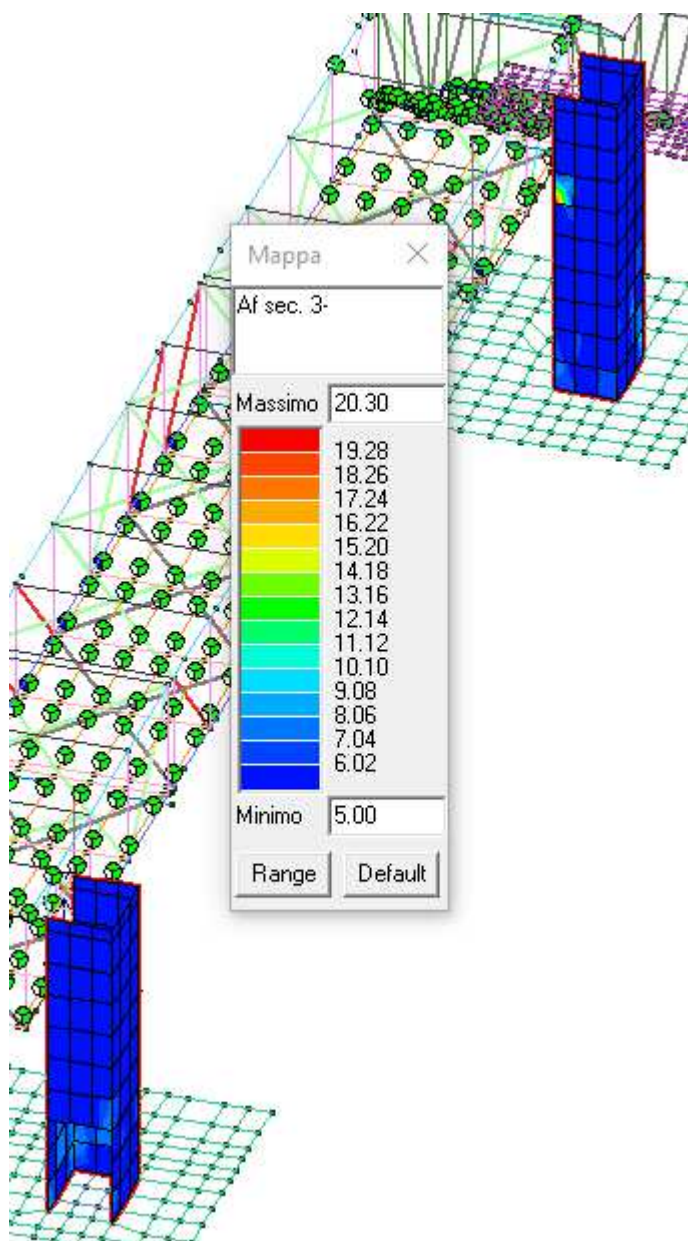 Mappa
Af sec. 3-
Massimo 20.30
19.28
18.26
17.24
16.22
15.20
14.18
13.16
12.14
11.12
10.10
9.08
8.06
7.04
6.02
Minimo 5.00
Range Default